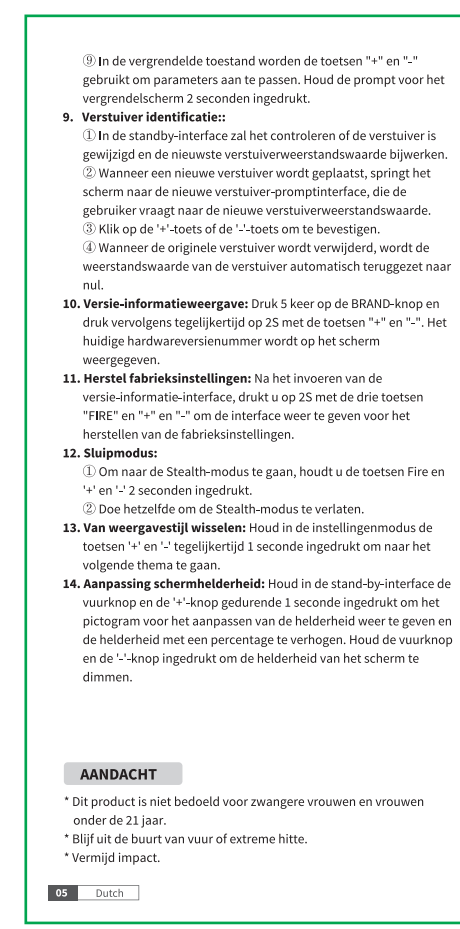 ⑨ In de vergrendelde toestand worden de toetsen "+" en "-"
gebruikt om parameters aan te passen. Houd de prompt voor het
vergrendelscherm 2 seconden ingedrukt.
9. Verstuiver identificatie::
① In de standby-interface zal het controleren of de verstuiver is
gewijzigd en de nieuwste verstuiverweerstandswaarde bijwerken.
② Wanneer een nieuwe verstuiver wordt geplaatst, springt het
scherm naar de nieuwe verstuiver-promptinterface, die de
gebruiker vraagt naar de nieuwe verstuiverweerstandswaarde.
③ Klik op de '+'-toets of de '-'-toets om te bevestigen.
④ Wanneer de originele verstuiver wordt verwijderd, wordt de
weerstandswaarde van de verstuiver automatisch teruggezet naar
nul.
10. Versie-informatieweergave: Druk 5 keer op de BRAND-knop en
druk vervolgens tegelijkertijd op 2S met de toetsen "+" en "-". Het
huidige hardwareversienummer wordt op het scherm
weergegeven.
11. Herstel fabrieksinstellingen: Na het invoeren van de
versie-informatie-interface, drukt u op 2S met de drie toetsen
"FIRE" en "+" en "-" om de interface weer te geven voor het
herstellen van de fabrieksinstellingen.
12. Sluipmodus:
① Om naar de Stealth-modus te gaan, houdt u de toetsen Fire en
'+' en '-' 2 seconden ingedrukt.
② Doe hetzelfde om de Stealth-modus te verlaten.
13. Van weergavestijl wisselen: Houd in de instellingenmodus de
toetsen '+' en '-' tegelijkertijd 1 seconde ingedrukt om naar het
volgende thema te gaan.
14. Aanpassing schermhelderheid: Houd in de stand-by-interface de
vuurknop en de '+'-knop gedurende 1 seconde ingedrukt om het
pictogram voor het aanpassen van de helderheid weer te geven en
de helderheid met een percentage te verhogen. Houd de vuurknop
en de '-'-knop ingedrukt om de helderheid van het scherm te
dimmen.
AANDACHT
* Dit product is niet bedoeld voor zwangere vrouwen en vrouwen
onder de 21 jaar.
* Blijf uit de buurt van vuur of extreme hitte.
* Vermijd impact.
05 Dutch